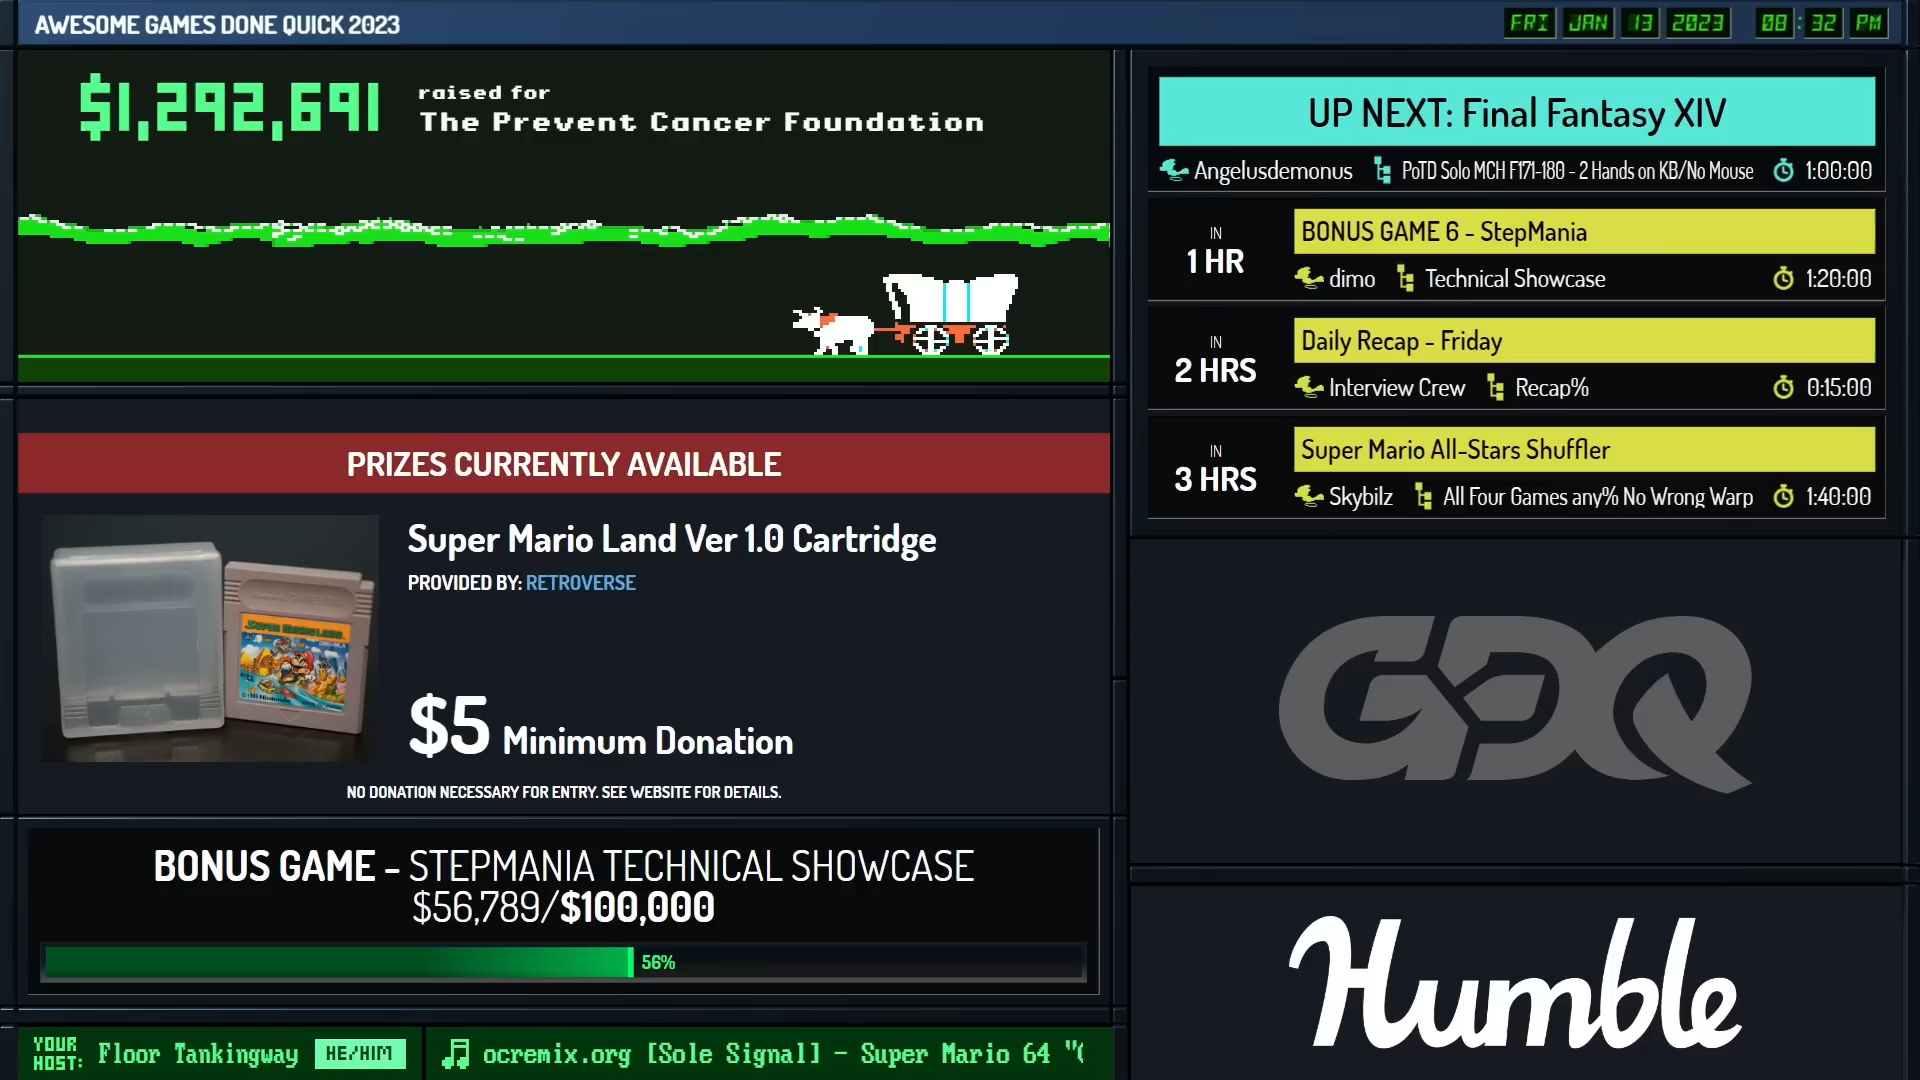 AWESOME GAMES DONE QUICK 2023
FRI JAN 13 2023 08:32 PM
$1,292,691
raised for
The Prevent Cancer Foundation
UP NEXT: Final Fantasy XIV
Angelusdemonus PoTD Solo MCH F171-180 - 2 Hands on KB/No Mouse 1:00:00
IN
1 HR
BONUS GAME 6 - StepMania
dimo Technical Showcase 1:20:00
IN
2 HRS
Daily Recap - Friday
Interview Crew Recap% 0:15:00
IN
3 HRS
Super Mario All-Stars Shuffler
Skybilz All Four Games any% No Wrong Warp 1:40:00
PRIZES CURRENTLY AVAILABLE
SUPER MARIO LAND
Super Mario Land Ver 1.0 Cartridge
PROVIDED BY: RETROVERSE
$5 Minimum Donation
NO DONATION NECESSARY FOR ENTRY. SEE WEBSITE FOR DETAILS.
GDQ
BONUS GAME - STEPMANIA TECHNICAL SHOWCASE
$56,789/$100,000
56%
Humble
YOUR HOST: Floor Tankingway HE/HIM
ocremix.org [Sole Signal] - Super Mario 64 "(